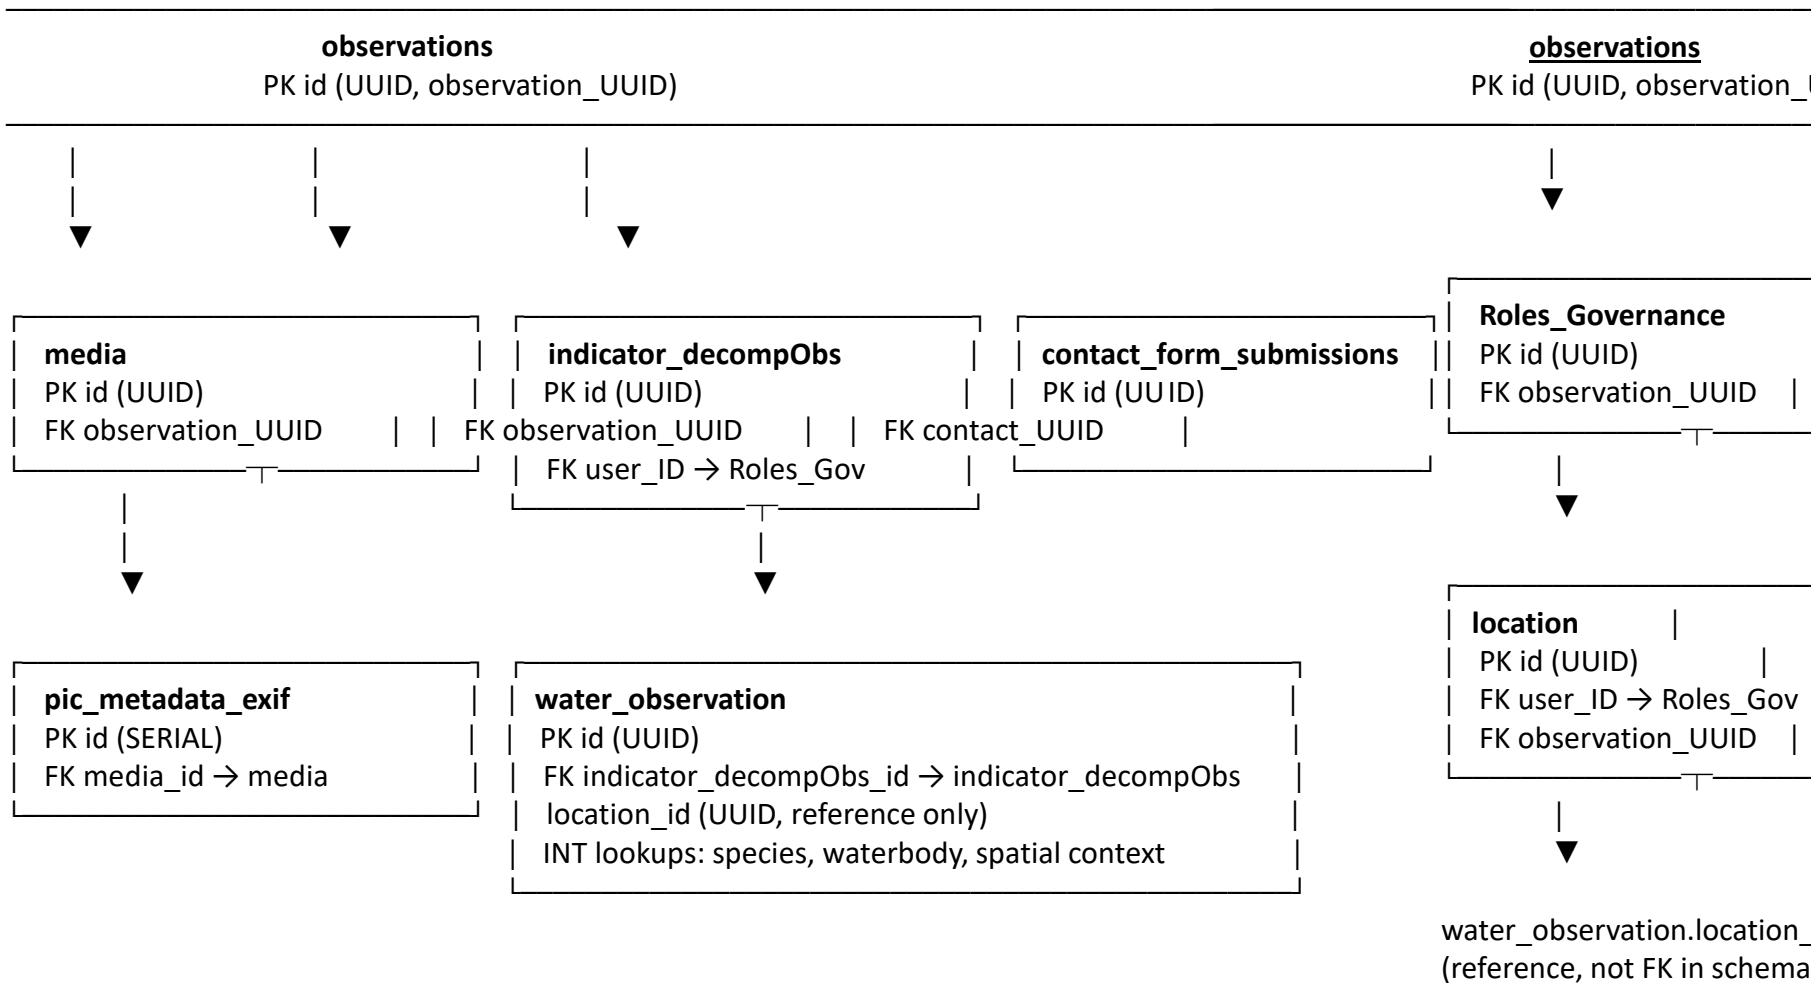 observations
PK id (UUID, observation_UUID)
observations
PK id (UUID, observation_
media
PK id (UUID)
FK observation_UUID
indicator_decompObs
PK id (UUID)
FK observation_UUID
FK user_ID → Roles_Gov
contact_form_submissions
PK id (UUID)
FK contact_UUID
Roles_Governance
PK id (UUID)
FK observation_UUID
pic_metadata_exif
PK id (SERIAL)
FK media_id → media
water_observation
PK id (UUID)
FK indicator_decompObs_id → indicator_decompObs
location_id (UUID, reference only)
INT lookups: species, waterbody, spatial context
location
PK id (UUID)
FK user_ID → Roles_Gov
FK observation_UUID
water_observation.location_
(reference, not FK in schema